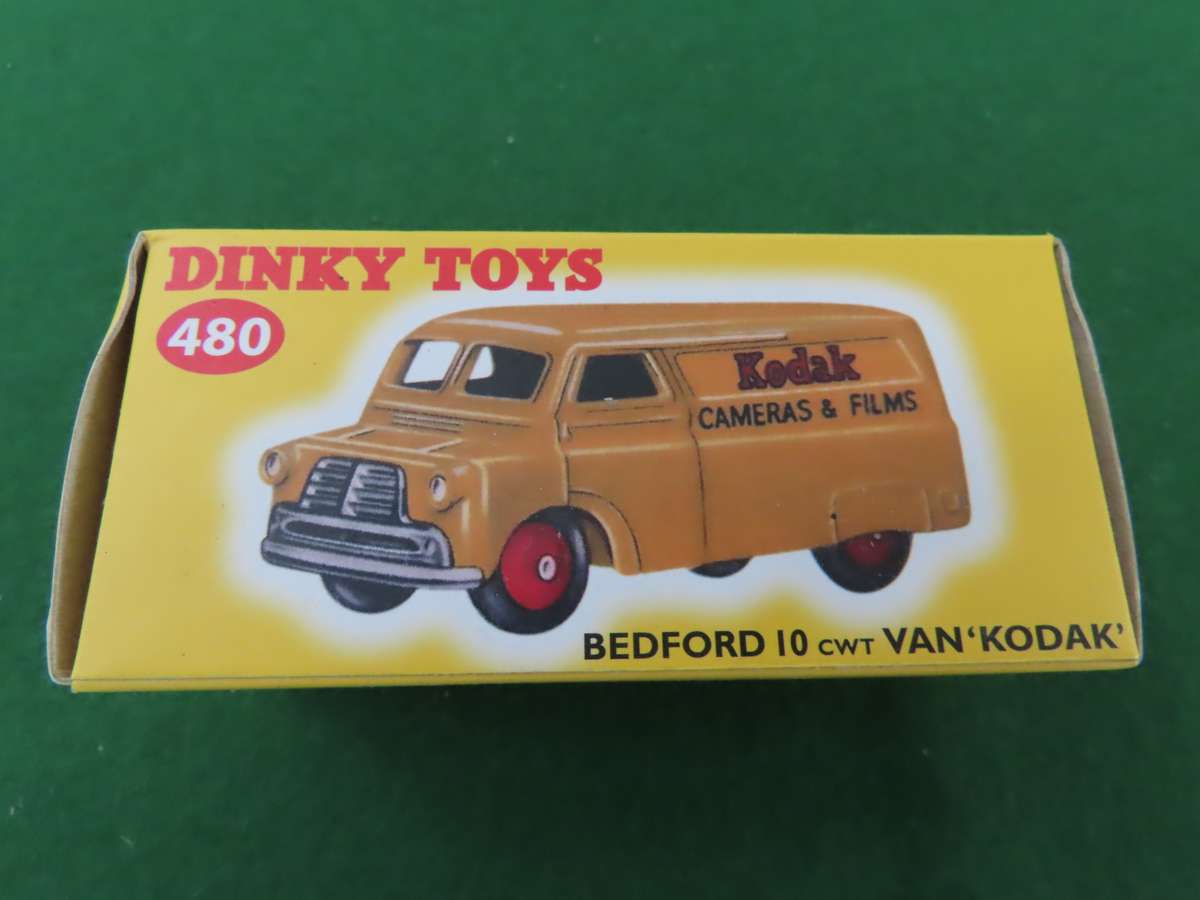 DINKY TOYS
480
Kodak
CAMERAS & FILMS
BEDFORD 10 CWT VAN 'KODAK'